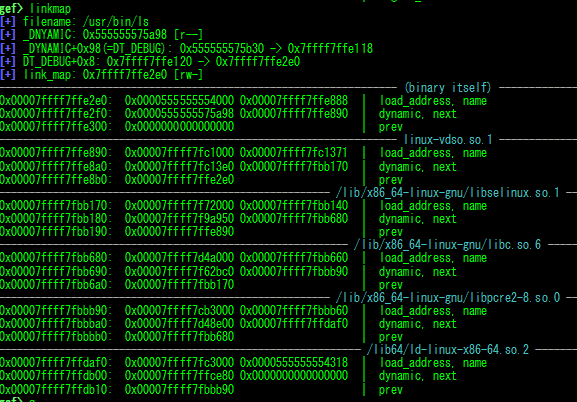 gef> linkmap
[+] filename: /usr/bin/ls
[+] _DNYAMIC: 0x555555575a98 [r--]
[+] _DYNAMIC+0x98(=DT_DEBUG): 0x555555575b30 -> 0x7ffff7ffe118
[+] DT_DEBUG+0x8: 0x7ffff7ffe120 -> 0x7ffff7ffe2e0
[+] link_map: 0x7ffff7ffe2e0 [rw-]
(binary itself)
0x00007ffff7ffe2e0: 0x0000555555554000 0x00007ffff7ffe888 | load_address, name
0x00007ffff7ffe2f0: 0x0000555555575a98 0x00007ffff7ffe890 | dynamic, next
0x00007ffff7ffe300: 0x0000000000000000 | prev
linux-vdso.so.1
0x00007ffff7ffe890: 0x00007ffff7fc1000 0x00007ffff7fc1371 | load_address, name
0x00007ffff7ffe8a0: 0x00007ffff7fc13e0 0x00007ffff7fbb170 | dynamic, next
0x00007ffff7ffe8b0: 0x00007ffff7ffe2e0 | prev
/lib/x86_64-linux-gnu/libselinux.so.1
0x00007ffff7fbb170: 0x00007ffff7f72000 0x00007ffff7fbb140 | load_address, name
0x00007ffff7fbb180: 0x00007ffff7f9a950 0x00007ffff7fbb680 | dynamic, next
0x00007ffff7fbb190: 0x00007ffff7ffe890 | prev
/lib/x86_64-linux-gnu/libc.so.6
0x00007ffff7fbb680: 0x00007ffff7d4a000 0x00007ffff7fbb660 | load_address, name
0x00007ffff7fbb690: 0x00007ffff7f62bc0 0x00007ffff7fbbb90 | dynamic, next
0x00007ffff7fbb6a0: 0x00007ffff7fbb170 | prev
/lib/x86_64-linux-gnu/libpcre2-8.so.0
0x00007ffff7fbbb90: 0x00007ffff7cb3000 0x00007ffff7fbbb60 | load_address, name
0x00007ffff7fbbba0: 0x00007ffff7d48e00 0x00007ffff7ffdaf0 | dynamic, next
0x00007ffff7fbbbb0: 0x00007ffff7fbb680 | prev
/lib64/ld-linux-x86-64.so.2
0x00007ffff7ffdaf0: 0x00007ffff7fc3000 0x0000555555554318 | load_address, name
0x00007ffff7ffdb00: 0x00007ffff7ffce80 0x0000000000000000 | dynamic, next
0x00007ffff7ffdb10: 0x00007ffff7fbbb90 | prev